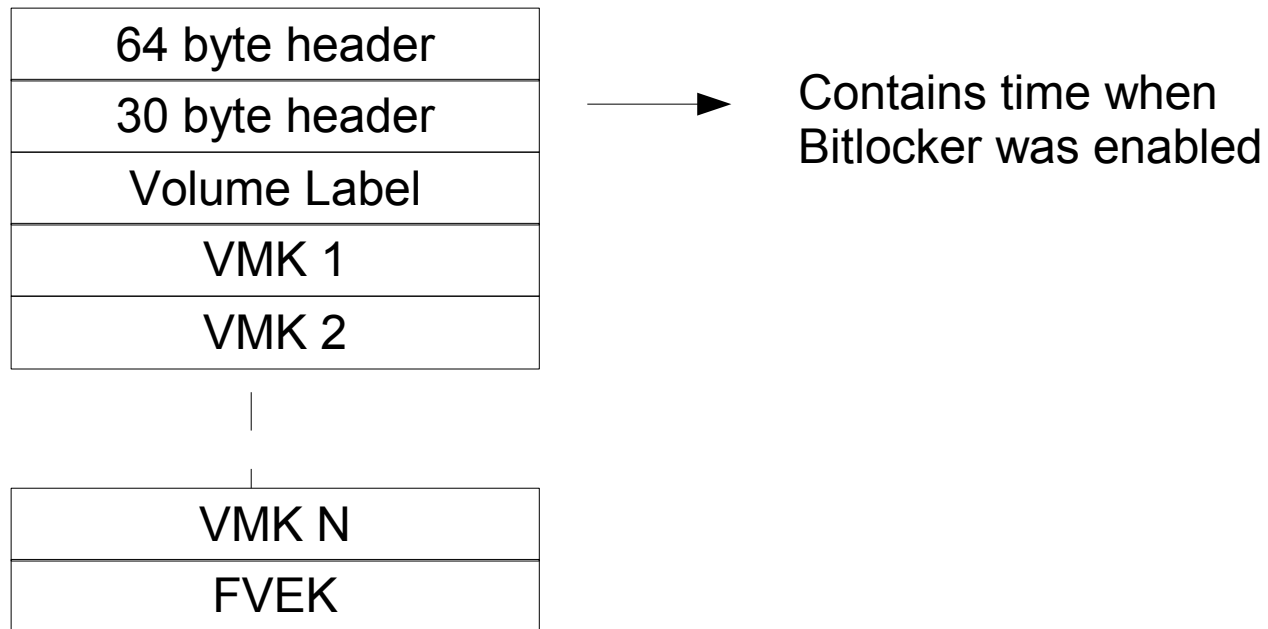 64 byte header
30 byte header
Contains time when
Bitlocker was enabled
Volume Label
VMK 1
VMK 2
VMK N
FVEK